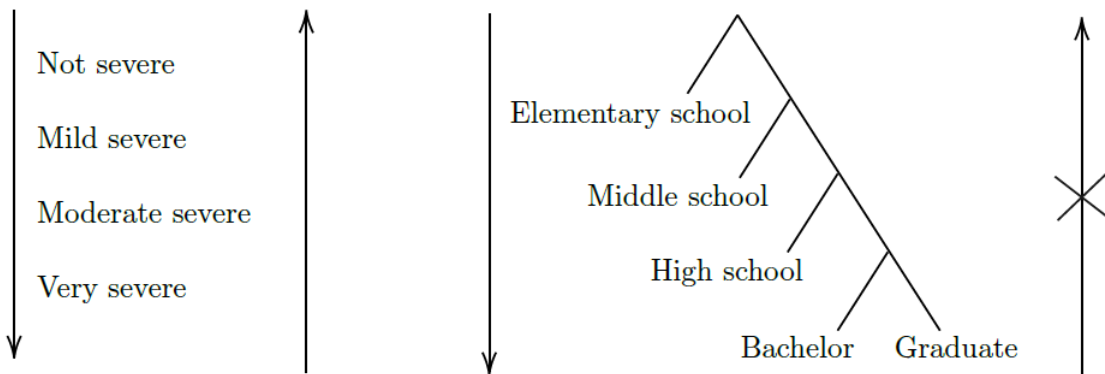 Not severe
Mild severe
Moderate severe
Very severe
Elementary school
Middle school
High school
Bachelor
Graduate